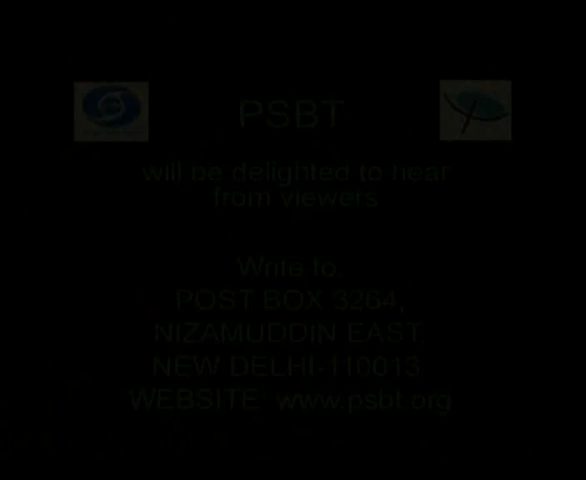 PSBT
will be delighted to hear
from viewers
Write to:
POST BOX 3264,
NIZAMUDDIN EAST,
NEW DELHI-110013
WEBSITE: www.psbt.org